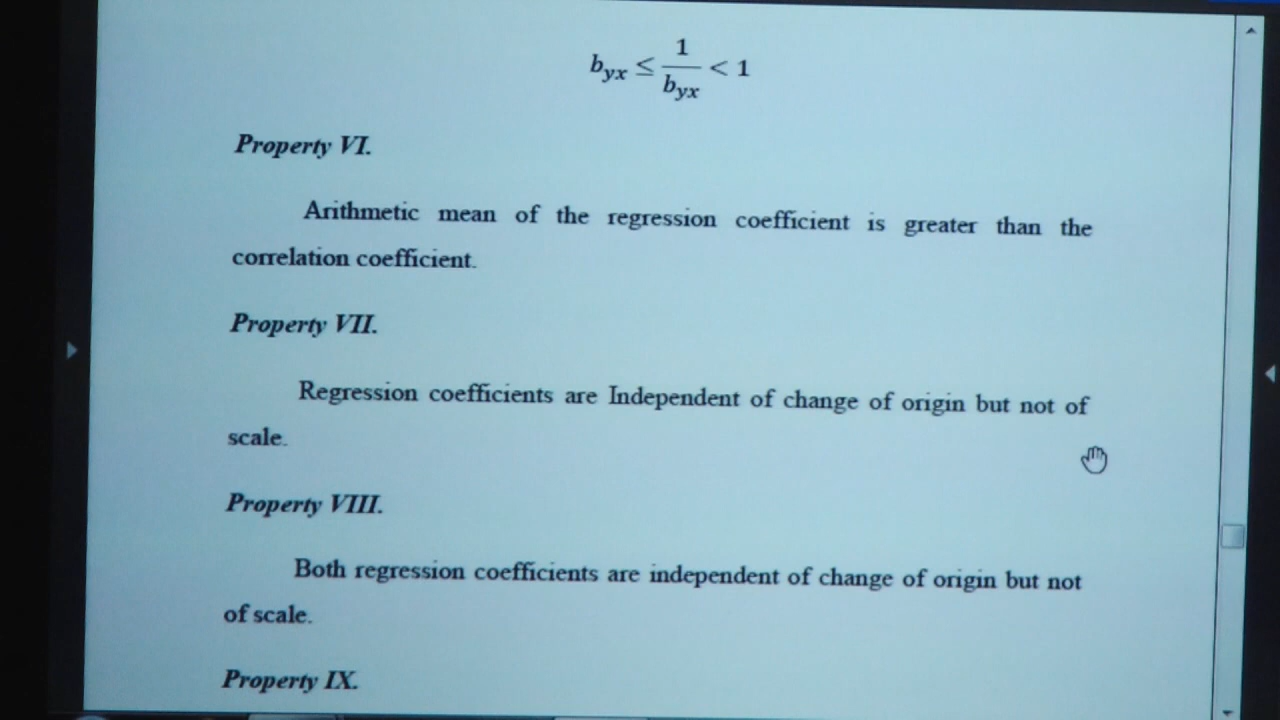 b_yx ≤ 1/b_yx < 1
Property VI.
Arithmetic mean of the regression coefficient is greater than the
correlation coefficient.
Property VII.
Regression coefficients are Independent of change of origin but not of
scale.
Property VIII.
Both regression coefficients are independent of change of origin but not
of scale.
Property IX.